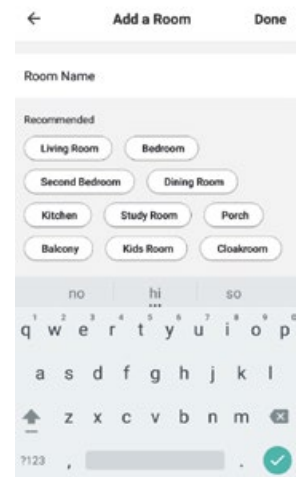 Add a Room Done
Room Name
Recommended
Living Room Bedroom
Second Bedroom Dining Room
Kitchen Study Room Porch
Balcony Kids Room Cloakroom
no hi so
1 2 3 4 5 6 7 8 9 0
q w e r t y u i o p
a s d f g h j k l
z x c v b n m
?123 , .